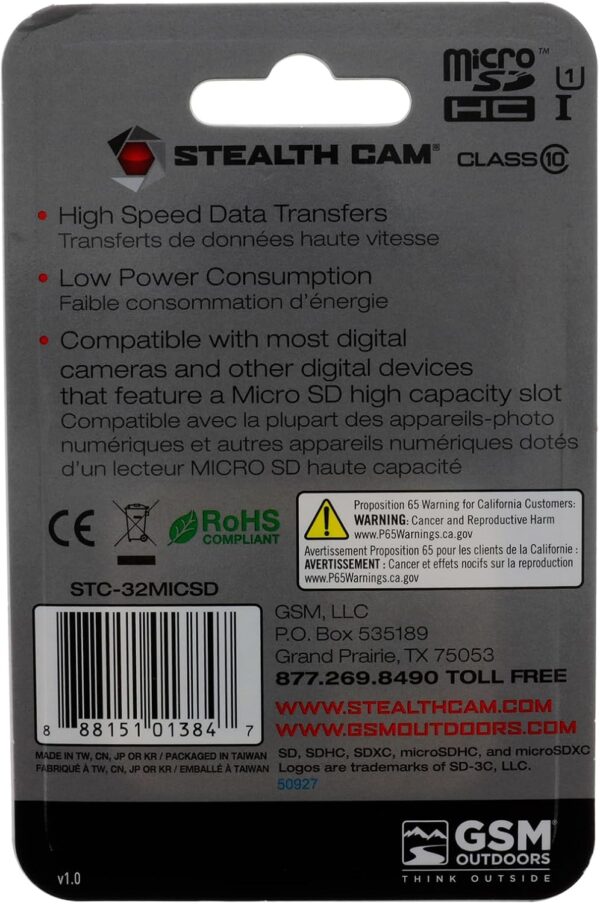 micro™
SD
HC
1
I
STEALTH CAM®
CLASS 10
• High Speed Data Transfers
Transferts de données haute vitesse
• Low Power Consumption
Faible consommation d'énergie
• Compatible with most digital
cameras and other digital devices
that feature a Micro SD high capacity slot
Compatible avec la plupart des appareils-photo
numériques et autres appareils numériques dotés
d'un lecteur MICRO SD haute capacité
CE
RoHS
COMPLIANT
Proposition 65 Warning for California Customers:
WARNING: Cancer and Reproductive Harm
www.P65Warnings.ca.gov
Avertissement Proposition 65 pour les clients de la Californie :
AVERTISSEMENT : Cancer et effets nocifs sur la reproduction
www.P65Warnings.ca.gov
STC-32MICSD
8 88151 01384 7
MADE IN TW, CN, JP OR KR / PACKAGED IN TAIWAN
FABRIQUÉ À TW, CN, JP OR KR / EMBALLÉ À TAIWAN
GSM, LLC
P.O. Box 535189
Grand Prairie, TX 75053
877.269.8490 TOLL FREE
WWW.STEALTHCAM.COM
WWW.GSMOUTDOORS.COM
SD, SDHC, SDXC, microSDHC, and microSDXC
Logos are trademarks of SD-3C, LLC.
50927
v1.0
GSM®
OUTDOORS
THINK OUTSIDE